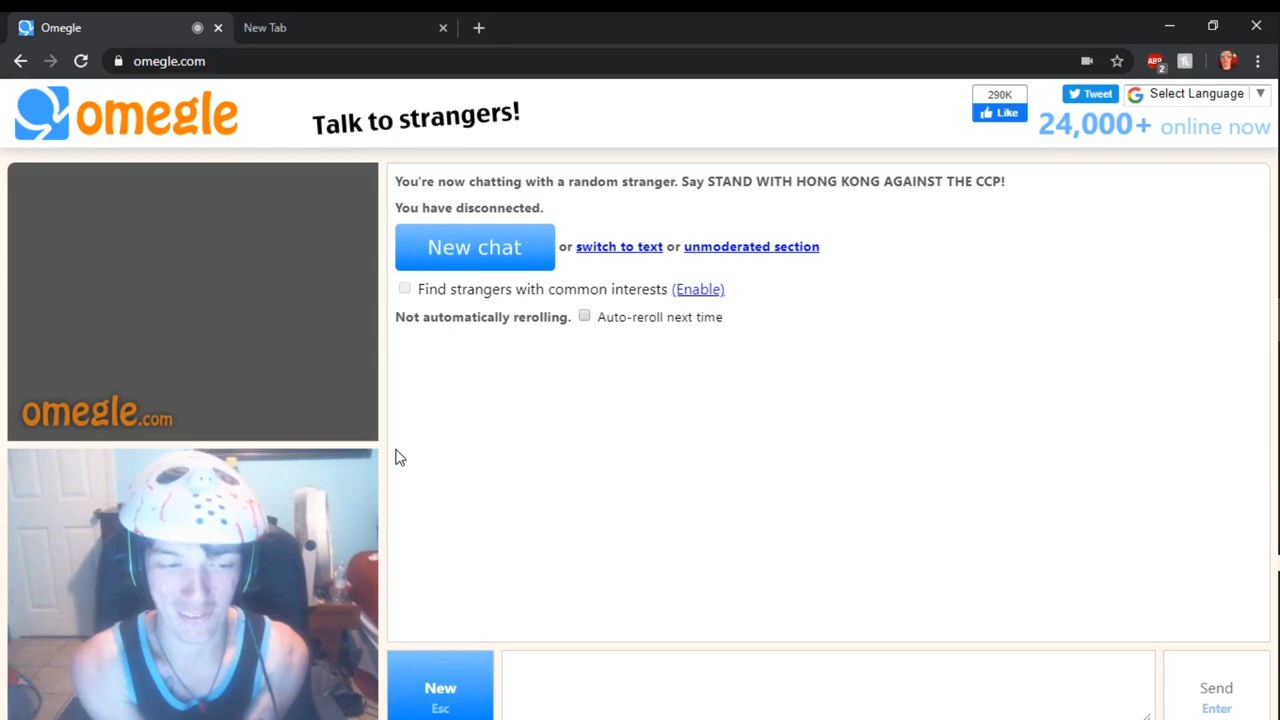 Omegle
New Tab
omegle.com
ABP
2
omegle
Talk to strangers!
290K
Like
Tweet
Select Language ▼
24,000+ online now
You're now chatting with a random stranger. Say STAND WITH HONG KONG AGAINST THE CCP!
You have disconnected.
New chat or switch to text or unmoderated section
Find strangers with common interests (Enable)
Not automatically rerolling. Auto-reroll next time
omegle.com
New
Esc
Send
Enter